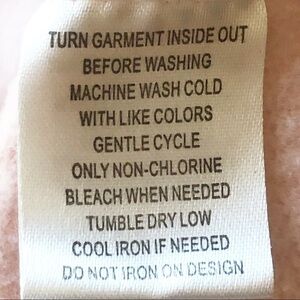 TURN GARMENT INSIDE OUT
BEFORE WASHING
MACHINE WASH COLD
WITH LIKE COLORS
GENTLE CYCLE
ONLY NON-CHLORINE
BLEACH WHEN NEEDED
TUMBLE DRY LOW
COOL IRON IF NEEDED
DO NOT IRON ON DESIGN